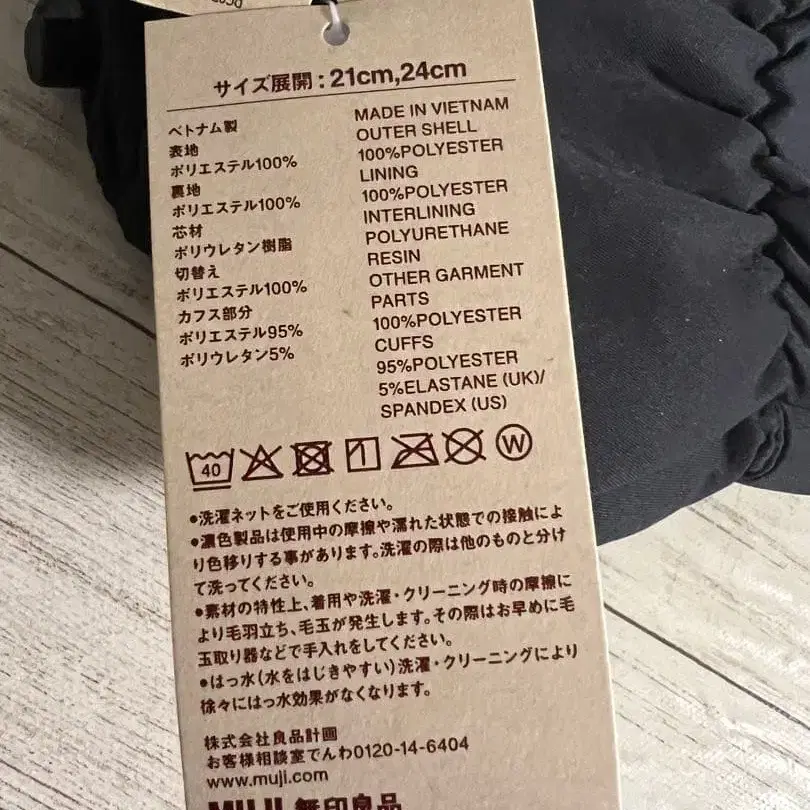 サイズ展開：21cm,24cm
ベトナム製
表地
ポリエステル100%
裏地
ポリエステル100%
芯材
ポリウレタン樹脂
切替え
ポリエステル100%
カフス部分
ポリエステル95%
ポリウレタン5%
MADE IN VIETNAM
OUTER SHELL
100%POLYESTER
LINING
100%POLYESTER
INTERLINING
POLYURETHANE
RESIN
OTHER GARMENT
PARTS
100%POLYESTER
CUFFS
95%POLYESTER
5%ELASTANE (UK)/
SPANDEX (US)
40
W
●洗濯ネットをご使用ください。
●濃色製品は使用中の摩擦や濡れた状態での接触によ
り色移りする事があります。洗濯の際は他のものと分け
て洗ってください。
●素材の特性上、着用や洗濯・クリーニング時の摩擦に
より毛羽立ち、毛玉が発生します。その際はお早めに毛
玉取り器などで手入れをしてください。
●はっ水（水をはじきやすい）洗濯・クリーニングにより
徐々にはっ水効果がなくなります。
株式会社良品計画
お客様相談室でんわ0120-14-6404
www.muji.com
MUJI 無印良品